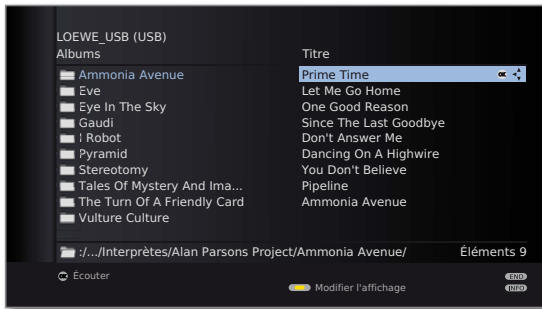 LOEWE_USB (USB)
Albums
Titre
Ammonia Avenue
Eve
Eye In The Sky
Gaudi
I Robot
Pyramid
Stereotomy
Tales Of Mystery And Ima...
The Turn Of A Friendly Card
Vulture Culture
Prime Time
OK
Let Me Go Home
One Good Reason
Since The Last Goodbye
Don't Answer Me
Dancing On A Highwire
You Don't Believe
Pipeline
Ammonia Avenue
:/.../Interprètes/Alan Parsons Project/Ammonia Avenue/
Éléments 9
OK Écouter
END
Modifier l'affichage
INFO